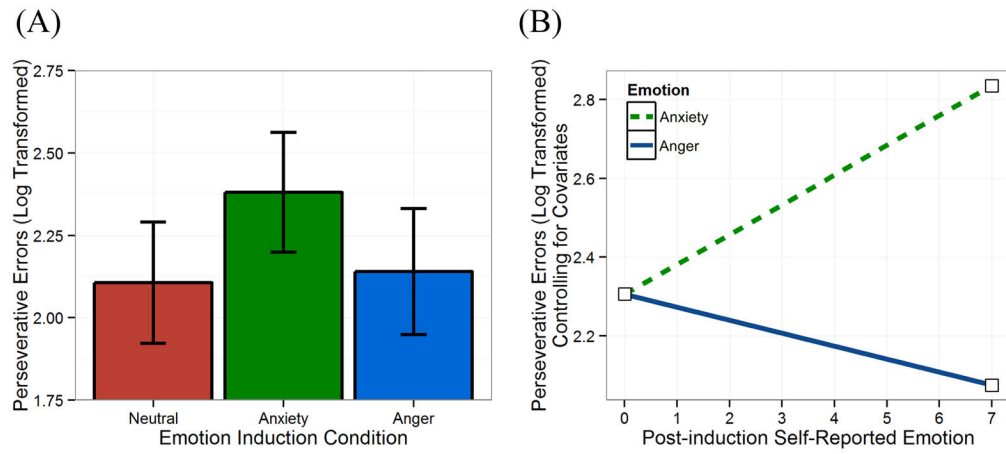 (A)
Perseverative Errors (Log Transformed)
2.75
2.50
2.25
2.00
1.75
Neutral
Anxiety
Anger
Emotion Induction Condition
(B)
Perseverative Errors (Log Transformed)
Controlling for Covariates
2.8
2.6
2.4
2.2
Emotion
Anxiety
Anger
0
1
2
3
4
5
6
7
Post-induction Self-Reported Emotion